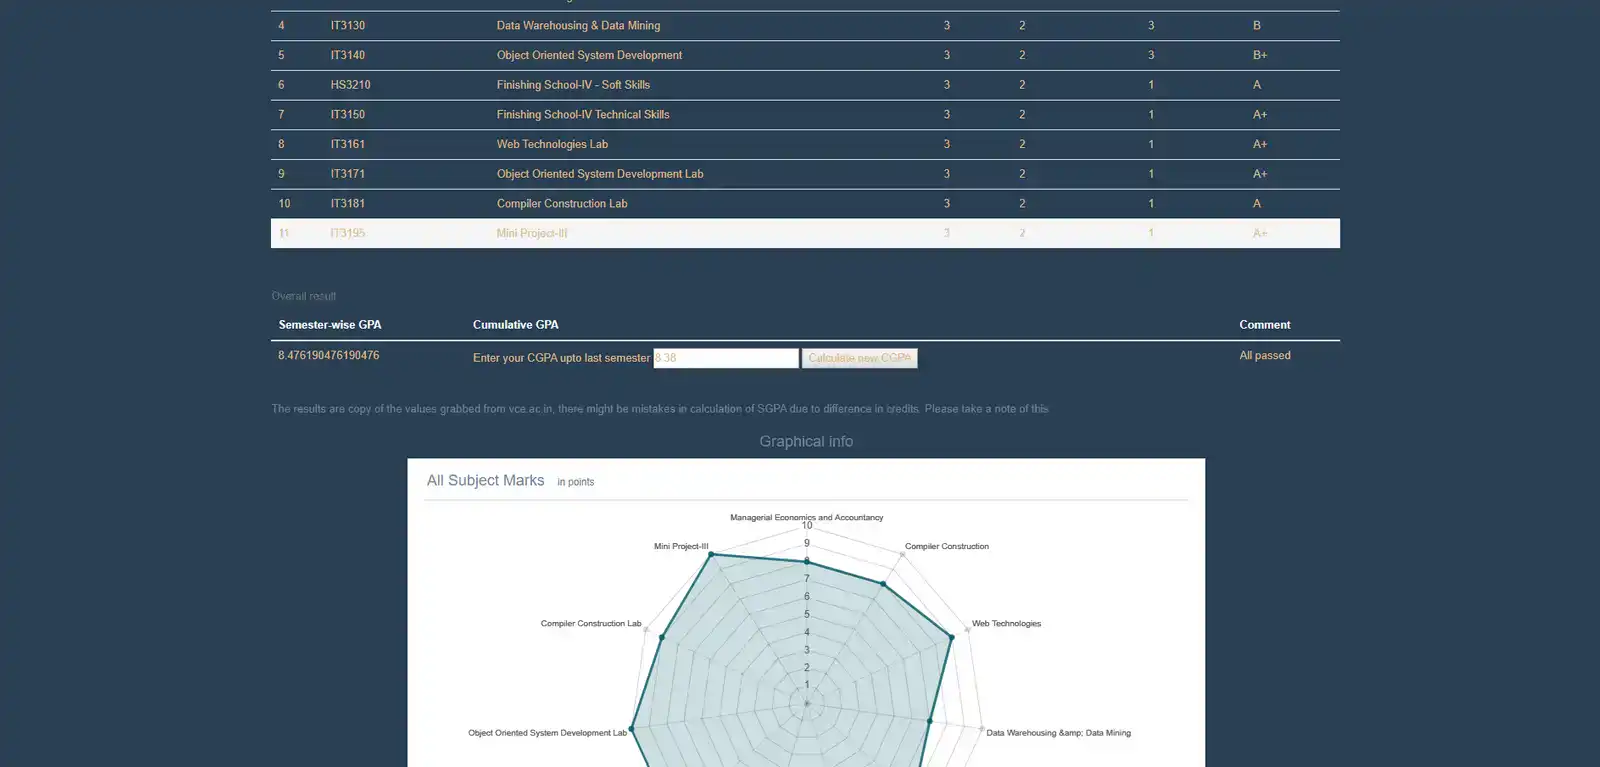 4 IT3130 Data Warehousing & Data Mining 3 2 3 B
5 IT3140 Object Oriented System Development 3 2 3 B+
6 HS3210 Finishing School-IV - Soft Skills 3 2 1 A
7 IT3150 Finishing School-IV Technical Skills 3 2 1 A+
8 IT3161 Web Technologies Lab 3 2 1 A+
9 IT3171 Object Oriented System Development Lab 3 2 1 A+
10 IT3181 Compiler Construction Lab 3 2 1 A
11 IT3195 Mini Project-III 3 2 1 A+
Overall result
Semester-wise GPA Cumulative GPA Comment
8.476190476190476 Enter your CGPA upto last semester 8.38 Calculate new CGPA All passed
The results are copy of the values grabbed from vce.ac.in, there might be mistakes in calculation of SGPA due to difference in credits. Please take a note of this
Graphical info
All Subject Marks in points
Managerial Economics and Accountancy
10
Mini Project-III Compiler Construction
9
8
7
6
5
Compiler Construction Lab Web Technologies
4
3
2
1
Object Oriented System Development Lab Data Warehousing &amp; Data Mining